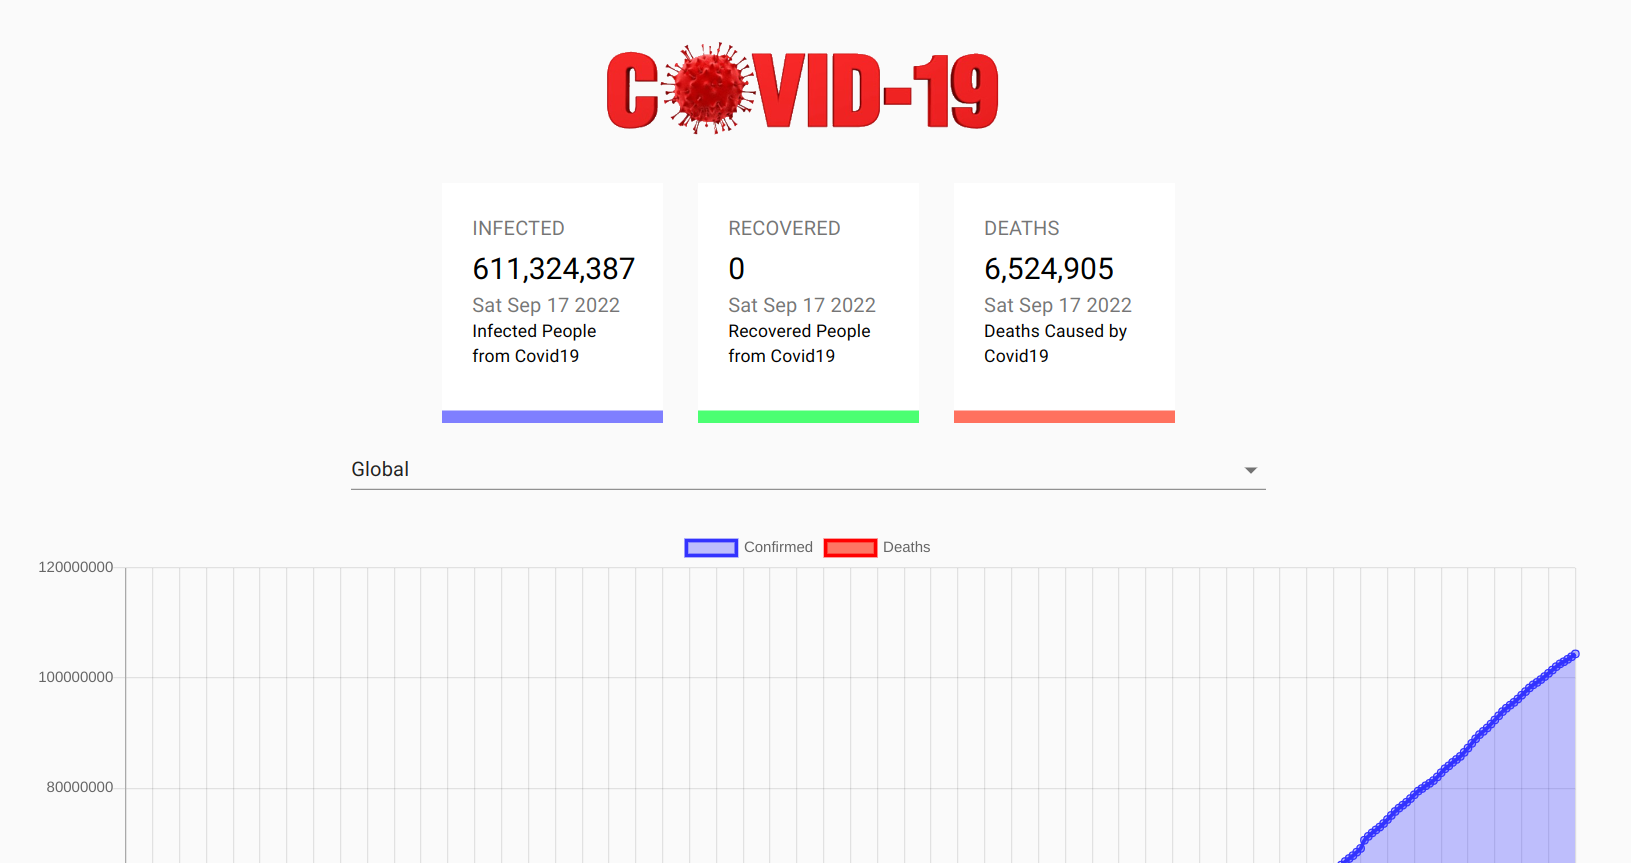 COVID-19
INFECTED
611,324,387
Sat Sep 17 2022
Infected People
from Covid19
RECOVERED
0
Sat Sep 17 2022
Recovered People
from Covid19
DEATHS
6,524,905
Sat Sep 17 2022
Deaths Caused by
Covid19
Global
Confirmed
Deaths
120000000
100000000
80000000